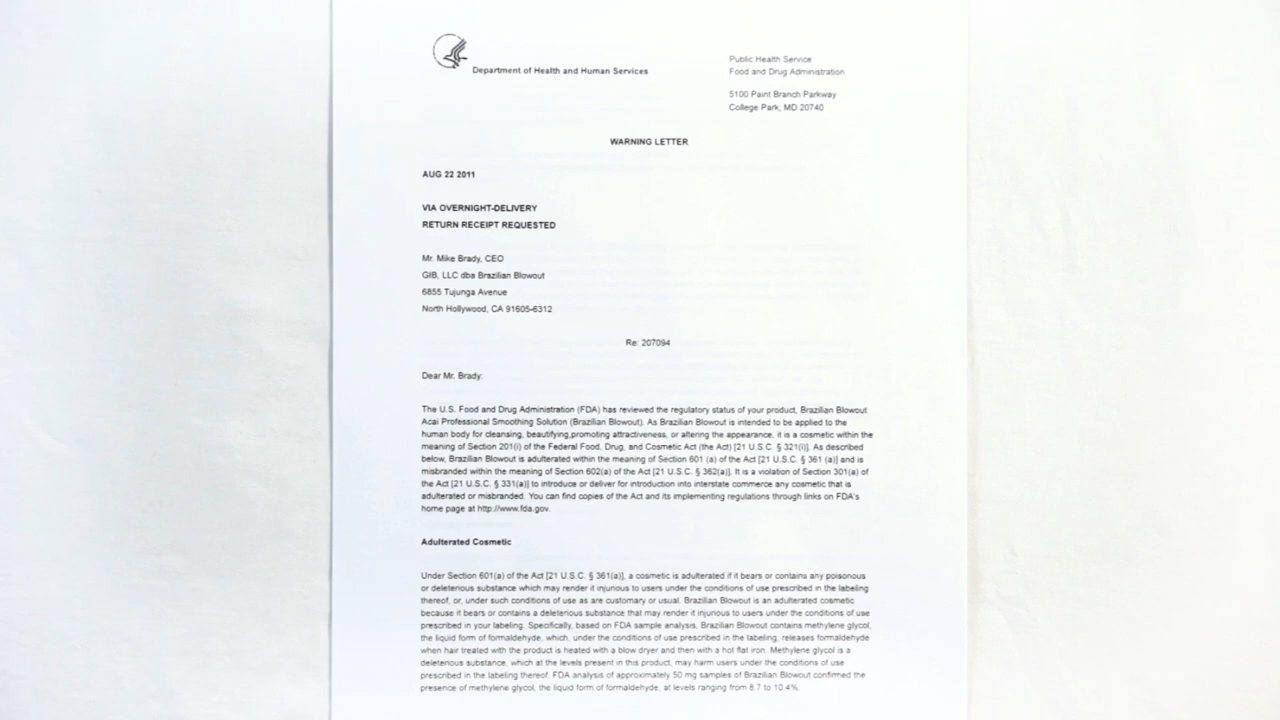 Department of Health and Human Services
Public Health Service
Food and Drug Administration
5100 Paint Branch Parkway
College Park, MD 20740
WARNING LETTER
AUG 22 2011
VIA OVERNIGHT-DELIVERY
RETURN RECEIPT REQUESTED
Mr. Mike Brady, CEO
GIB, LLC dba Brazilian Blowout
6855 Tujunga Avenue
North Hollywood, CA 91605-6312
Re: 207094
Dear Mr. Brady:
The U.S. Food and Drug Administration (FDA) has reviewed the regulatory status of your product, Brazilian Blowout
Acai Professional Smoothing Solution (Brazilian Blowout). As Brazilian Blowout is intended to be applied to the
human body for cleansing, beautifying,promoting attractiveness, or altering the appearance, it is a cosmetic within the
meaning of Section 201(i) of the Federal Food, Drug, and Cosmetic Act (the Act) [21 U.S.C. § 321(i)]. As described
below, Brazilian Blowout is adulterated within the meaning of Section 601 (a) of the Act [21 U.S.C. § 361 (a)] and is
misbranded within the meaning of Section 602(a) of the Act [21 U.S.C. § 362(a)]. It is a violation of Section 301(a) of
the Act [21 U.S.C. § 331(a)] to introduce or deliver for introduction into interstate commerce any cosmetic that is
adulterated or misbranded. You can find copies of the Act and its implementing regulations through links on FDA's
home page at http://www.fda.gov.
Adulterated Cosmetic
Under Section 601(a) of the Act [21 U.S.C. § 361(a)], a cosmetic is adulterated if it bears or contains any poisonous
or deleterious substance which may render it injurious to users under the conditions of use prescribed in the labeling
thereof, or, under such conditions of use as are customary or usual. Brazilian Blowout is an adulterated cosmetic
because it bears or contains a deleterious substance that may render it injurious to users under the conditions of use
prescribed in your labeling. Specifically, based on FDA sample analysis, Brazilian Blowout contains methylene glycol,
the liquid form of formaldehyde, which, under the conditions of use prescribed in the labeling, releases formaldehyde
when hair treated with the product is heated with a blow dryer and then with a hot flat iron. Methylene glycol is a
deleterious substance, which at the levels present in this product, may harm users under the conditions of use
prescribed in the labeling thereof. FDA analysis of approximately 50 mg samples of Brazilian Blowout confirmed the
presence of methylene glycol, the liquid form of formaldehyde, at levels ranging from 8.7 to 10.4%.